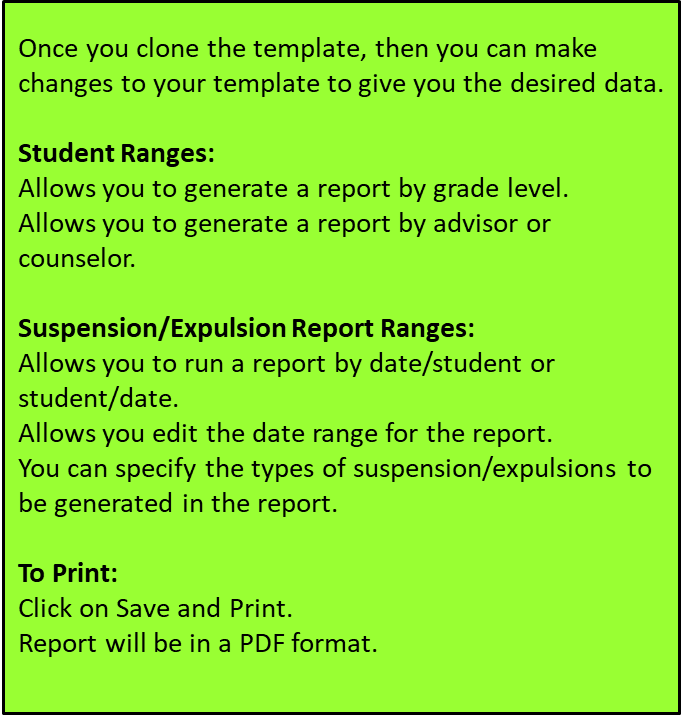 Once you clone the template, then you can make
changes to your template to give you the desired data.
Student Ranges:
Allows you to generate a report by grade level.
Allows you to generate a report by advisor or
counselor.
Suspension/Expulsion Report Ranges:
Allows you to run a report by date/student or
student/date.
Allows you edit the date range for the report.
You can specify the types of suspension/expulsions to
be generated in the report.
To Print:
Click on Save and Print.
Report will be in a PDF format.